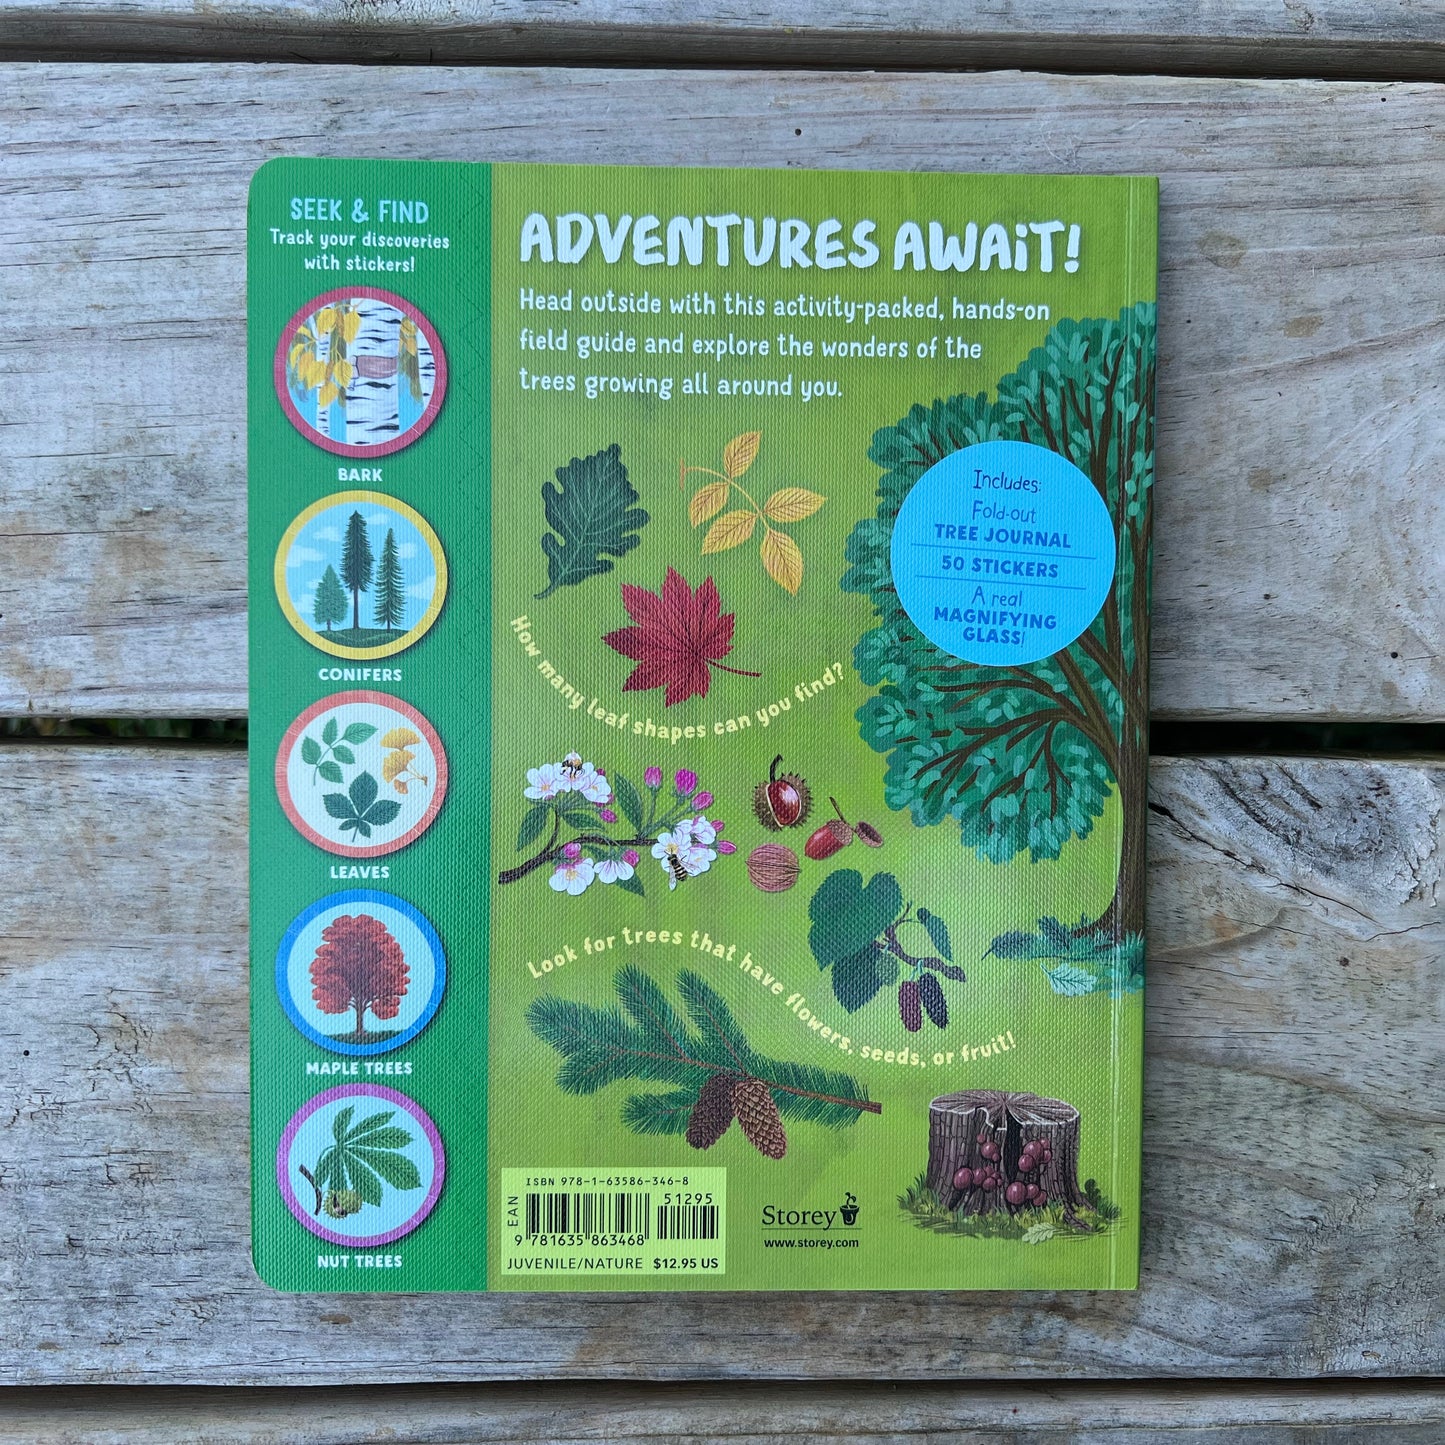 SEEK & FIND
Track your discoveries
with stickers!
BARK
CONIFERS
LEAVES
MAPLE TREES
NUT TREES
ADVENTURES AWAiT!
Head outside with this activity-packed, hands-on
field guide and explore the wonders of the
trees growing all around you.
Includes:
Fold-out
TREE JOURNAL
50 STICKERS
A real
MAGNIFYING
GLASS!
How many leaf shapes can you find?
Look for trees that have flowers, seeds, or fruit!
ISBN 978-1-63586-346-8
51295
EAN
9 781635 863468
JUVENILE/NATURE $12.95 US
Storey
www.storey.com